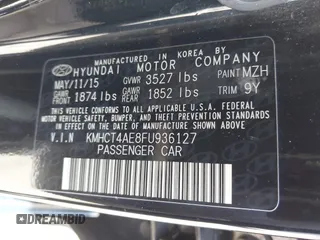 MANUFACTURED IN KOREA BY
HYUNDAI MOTOR COMPANY
MAY/11/15 GVWR 3527 lbs PAINT MZH
GAWR FRONT 1874 lbs GAWR REAR 1852 lbs TRIM 9Y
THIS VEHICLE CONFORMS TO ALL APPLICABLE
U.S. FEDERAL MOTOR VEHICLE SAFETY, BUMPER,
AND THEFT PREVENTION STANDARDS IN EFFECT
ON THE DATE OF MANUFACTURE SHOWN ABOVE.
V.I.N KMHCT4AE8FU936127
PASSENGER CAR
DREAMBID